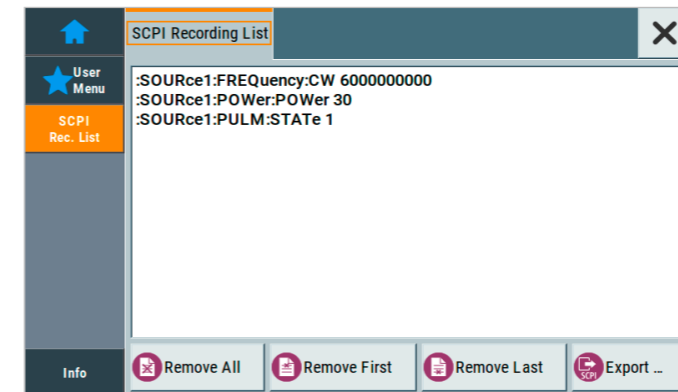 SCPI Recording List
User
Menu
SCPI
Rec. List
:SOURce1:FREQuency:CW 6000000000
:SOURce1:POWer:POWer 30
:SOURce1:PULM:STATe 1
Info
Remove All
Remove First
Remove Last
SCPI
Export ...